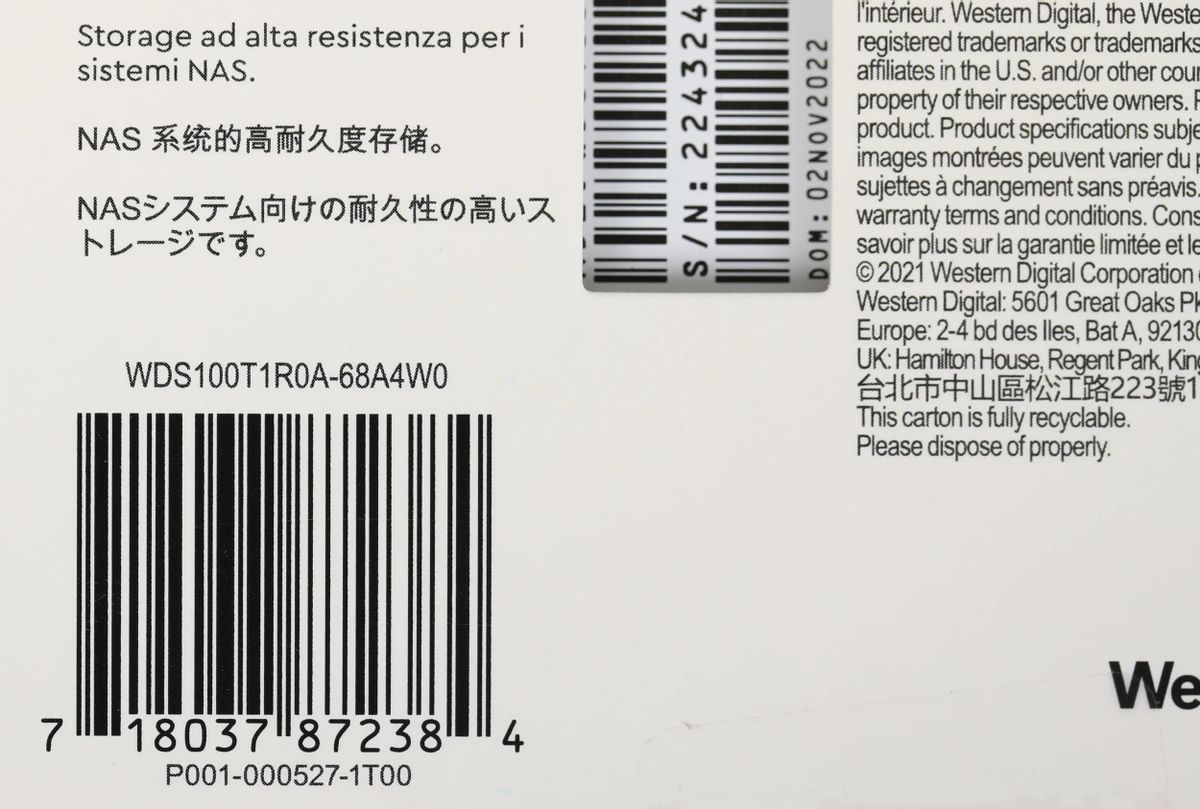 Storage ad alta resistenza per i
sistemi NAS.
NAS 系统的高耐久度存储。
NASシステム向けの耐久性の高いス
トレージです。
WDS100T1R0A-68A4W0
7 18037 87238 4
P001-000527-1T00
S/N: 224324
DOM: 02NOV2022
l'intérieur. Western Digital, the Weste
registered trademarks or trademarks
affiliates in the U.S. and/or other cour
property of their respective owners. P
product. Product specifications subje
images montrées peuvent varier du p
sujettes à changement sans préavis.
warranty terms and conditions. Cons
savoir plus sur la garantie limitée et le
© 2021 Western Digital Corporation
Western Digital: 5601 Great Oaks Pk
Europe: 2-4 bd des Iles, Bat A, 92130
UK: Hamilton House, Regent Park, King
台北市中山區松江路223號1
This carton is fully recyclable.
Please dispose of properly.
We